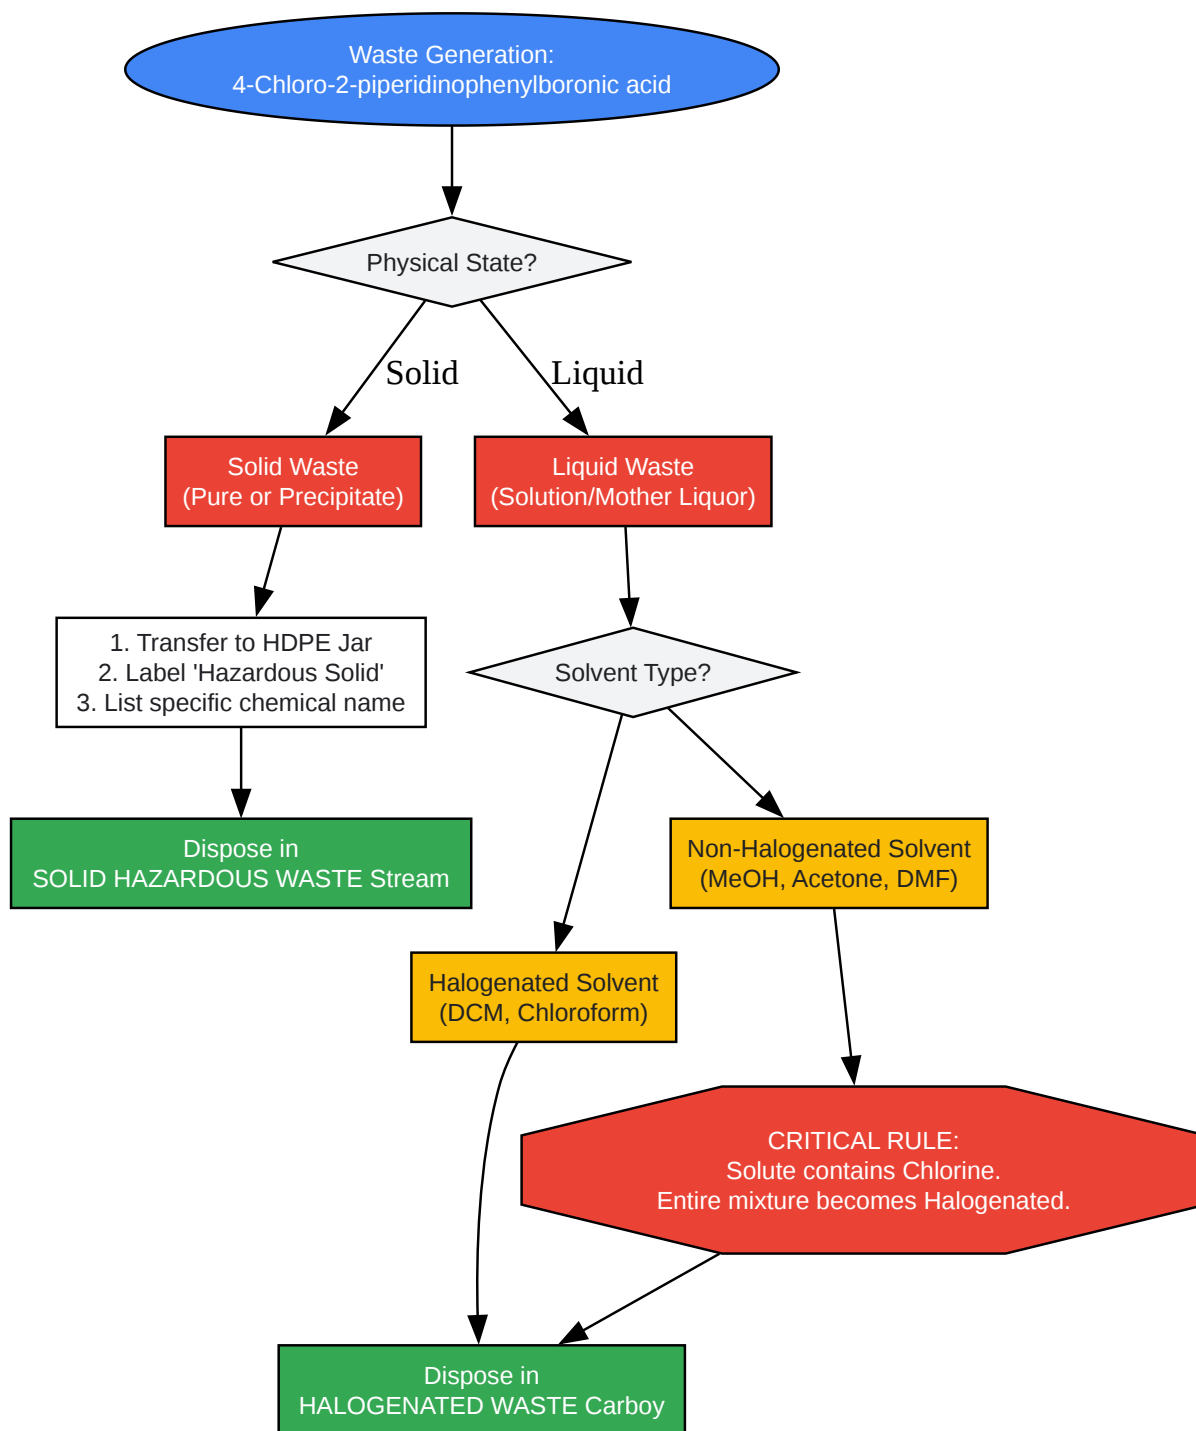 Waste Generation:
4-Chloro-2-piperidinophenylboronic acid
Physical State?
Solid
Liquid
Solid Waste
(Pure or Precipitate)
Liquid Waste
(Solution/Mother Liquor)
1. Transfer to HDPE Jar
2. Label 'Hazardous Solid'
3. List specific chemical name
Solvent Type?
Dispose in
SOLID HAZARDOUS WASTE Stream
Non-Halogenated Solvent
(MeOH, Acetone, DMF)
Halogenated Solvent
(DCM, Chloroform)
CRITICAL RULE:
Solute contains Chlorine.
Entire mixture becomes Halogenated.
Dispose in
HALOGENATED WASTE Carboy